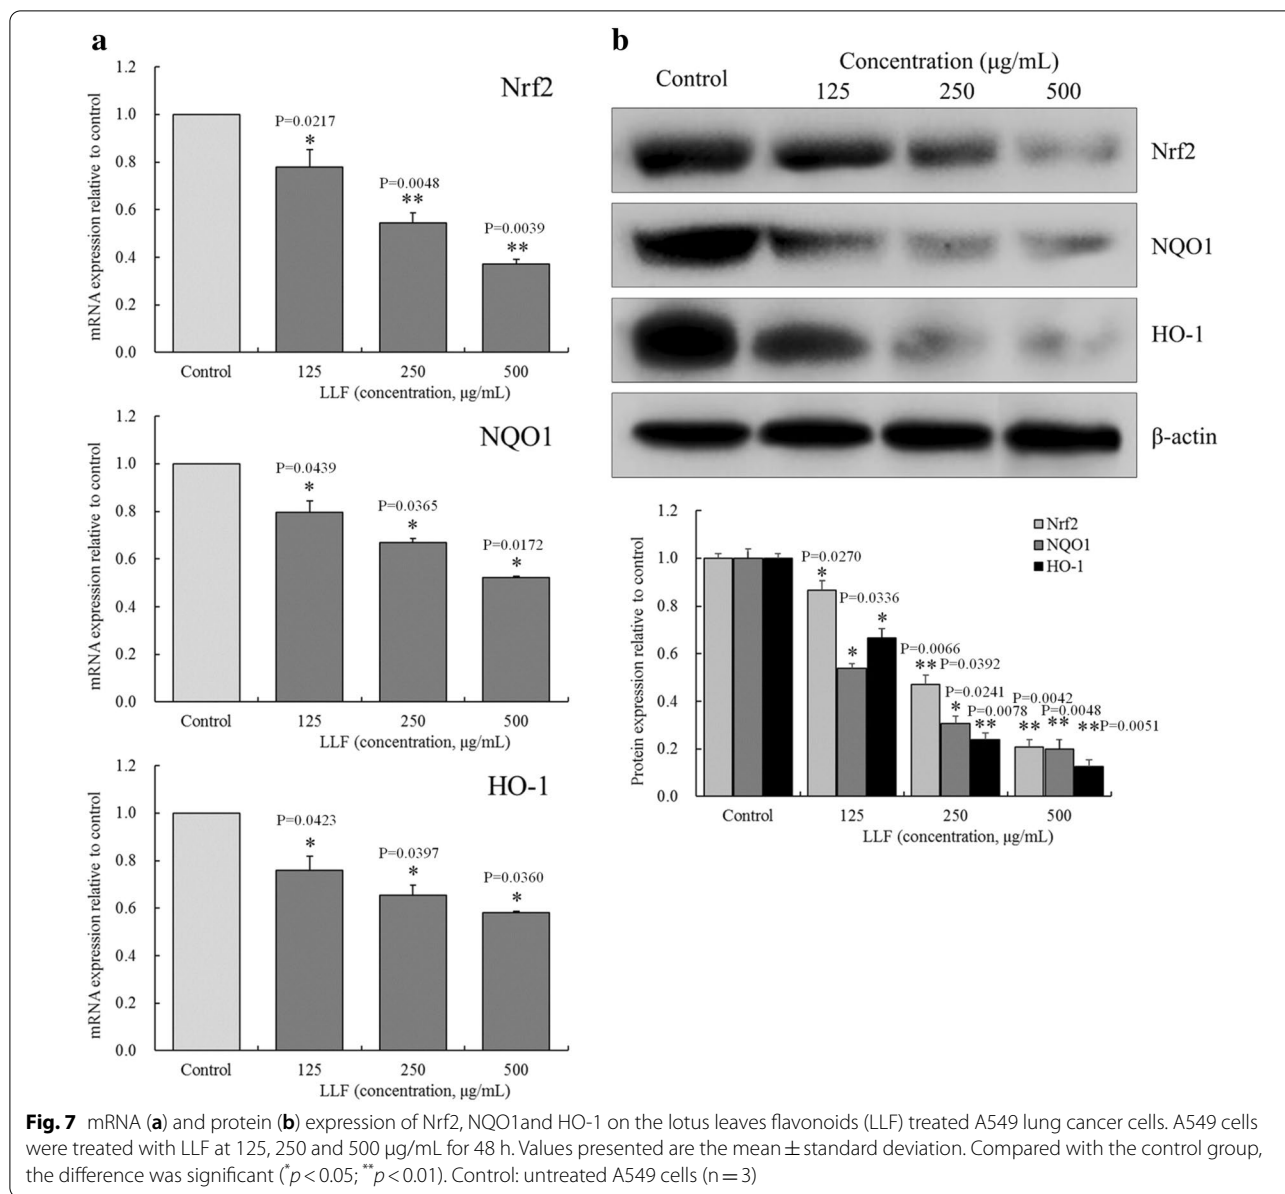 a
1.2
1.0
0.8
0.6
0.4
0.2
0.0
mRNA expression relative to control
Nrf2
P=0.0217
*
P=0.0048
**
P=0.0039
**
Control 125 250 500
LLF (concentration, μg/mL)
1.2
1.0
0.8
0.6
0.4
0.2
0.0
mRNA expression relative to control
NQO1
P=0.0439
*
P=0.0365
*
P=0.0172
*
Control 125 250 500
LLF (concentration, μg/mL)
1.2
1.0
0.8
0.6
0.4
0.2
0.0
mRNA expression relative to control
HO-1
P=0.0423
*
P=0.0397
*
P=0.0360
*
Control 125 250 500
LLF (concentration, μg/mL)
b
Concentration (μg/mL)
Control 125 250 500
Nrf2
NQO1
HO-1
β-actin
1.2
1.0
0.8
0.6
0.4
0.2
0.0
Protein expression relative to control
Nrf2
NQO1
HO-1
P=0.0270
*
P=0.0336
*
*
P=0.0066
** P=0.0392
P=0.0241
*
P=0.0078
**
P=0.0042
**
P=0.0048
**
**P=0.0051
Control 125 250 500
LLF (concentration, μg/mL)
Fig. 7 mRNA (a) and protein (b) expression of Nrf2, NQO1and HO-1 on the lotus leaves flavonoids (LLF) treated A549 lung cancer cells. A549 cells
were treated with LLF at 125, 250 and 500 μg/mL for 48 h. Values presented are the mean ± standard deviation. Compared with the control group,
the difference was significant (*p < 0.05; **p < 0.01). Control: untreated A549 cells (n = 3)